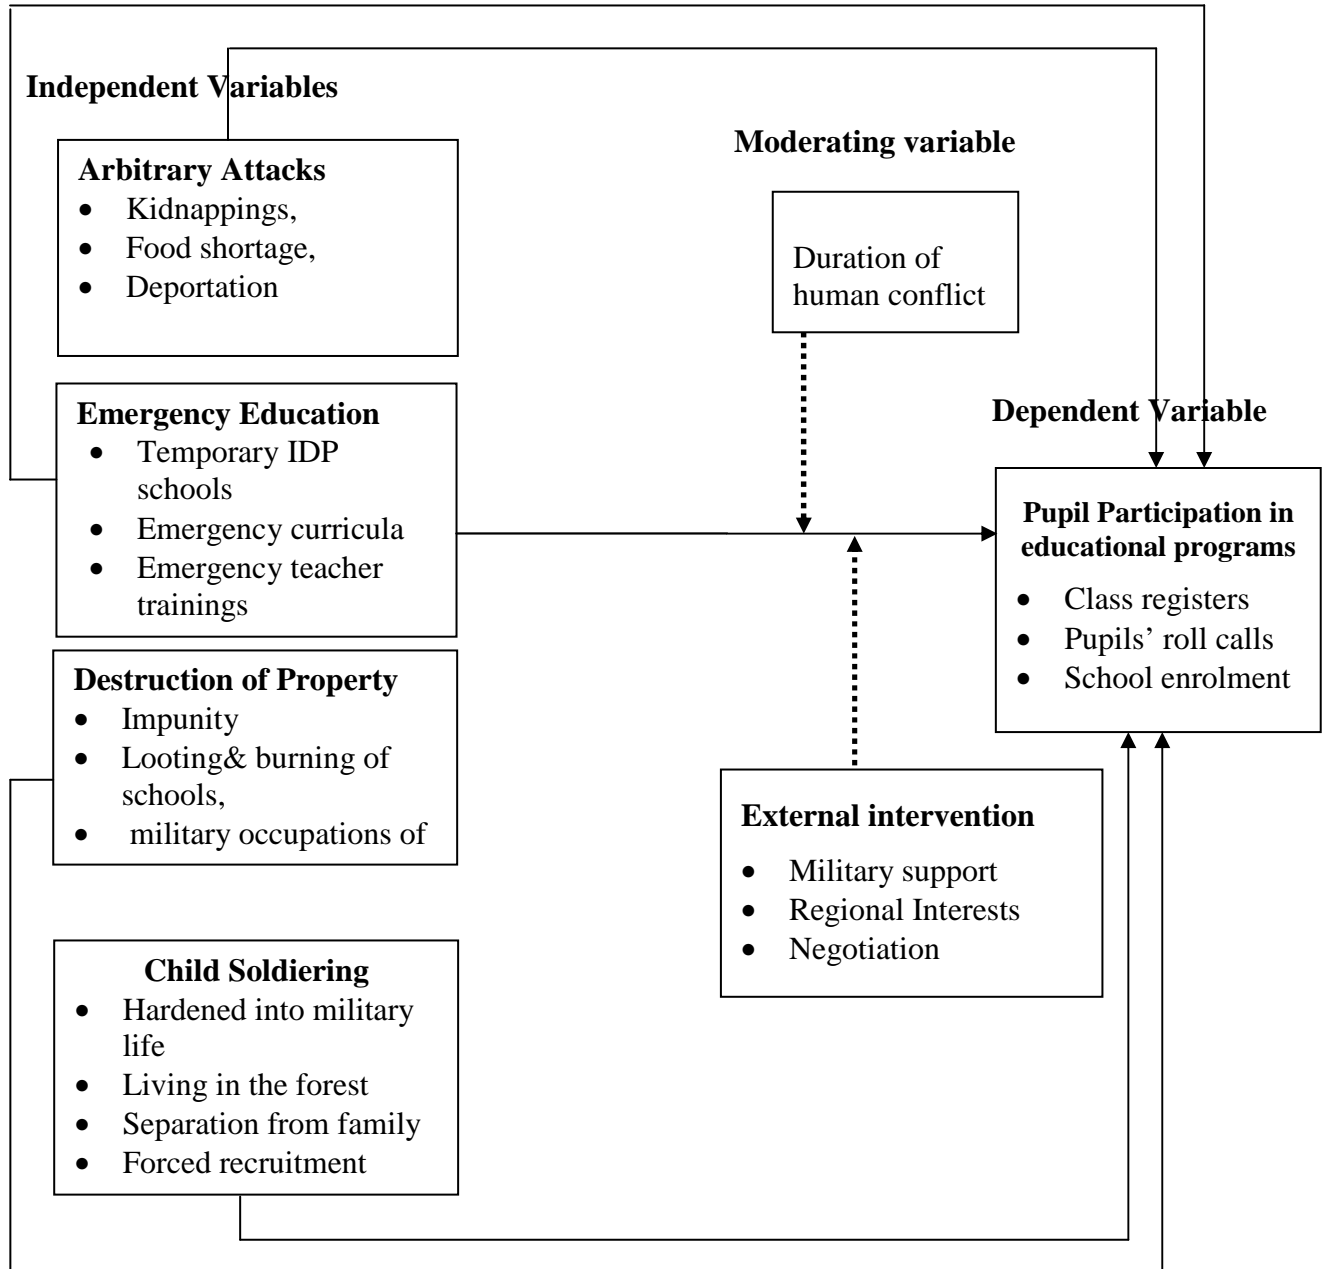 Independent Variables
Arbitrary Attacks
• Kidnappings,
• Food shortage,
• Deportation
Emergency Education
• Temporary IDP
schools
• Emergency curricula
• Emergency teacher
trainings
Destruction of Property
• Impunity
• Looting& burning of
schools,
• military occupations of
Child Soldiering
• Hardened into military
life
• Living in the forest
• Separation from family
• Forced recruitment
Moderating variable
Duration of
human conflict
External intervention
• Military support
• Regional Interests
• Negotiation
Dependent Variable
Pupil Participation in
educational programs
• Class registers
• Pupils’ roll calls
• School enrolment